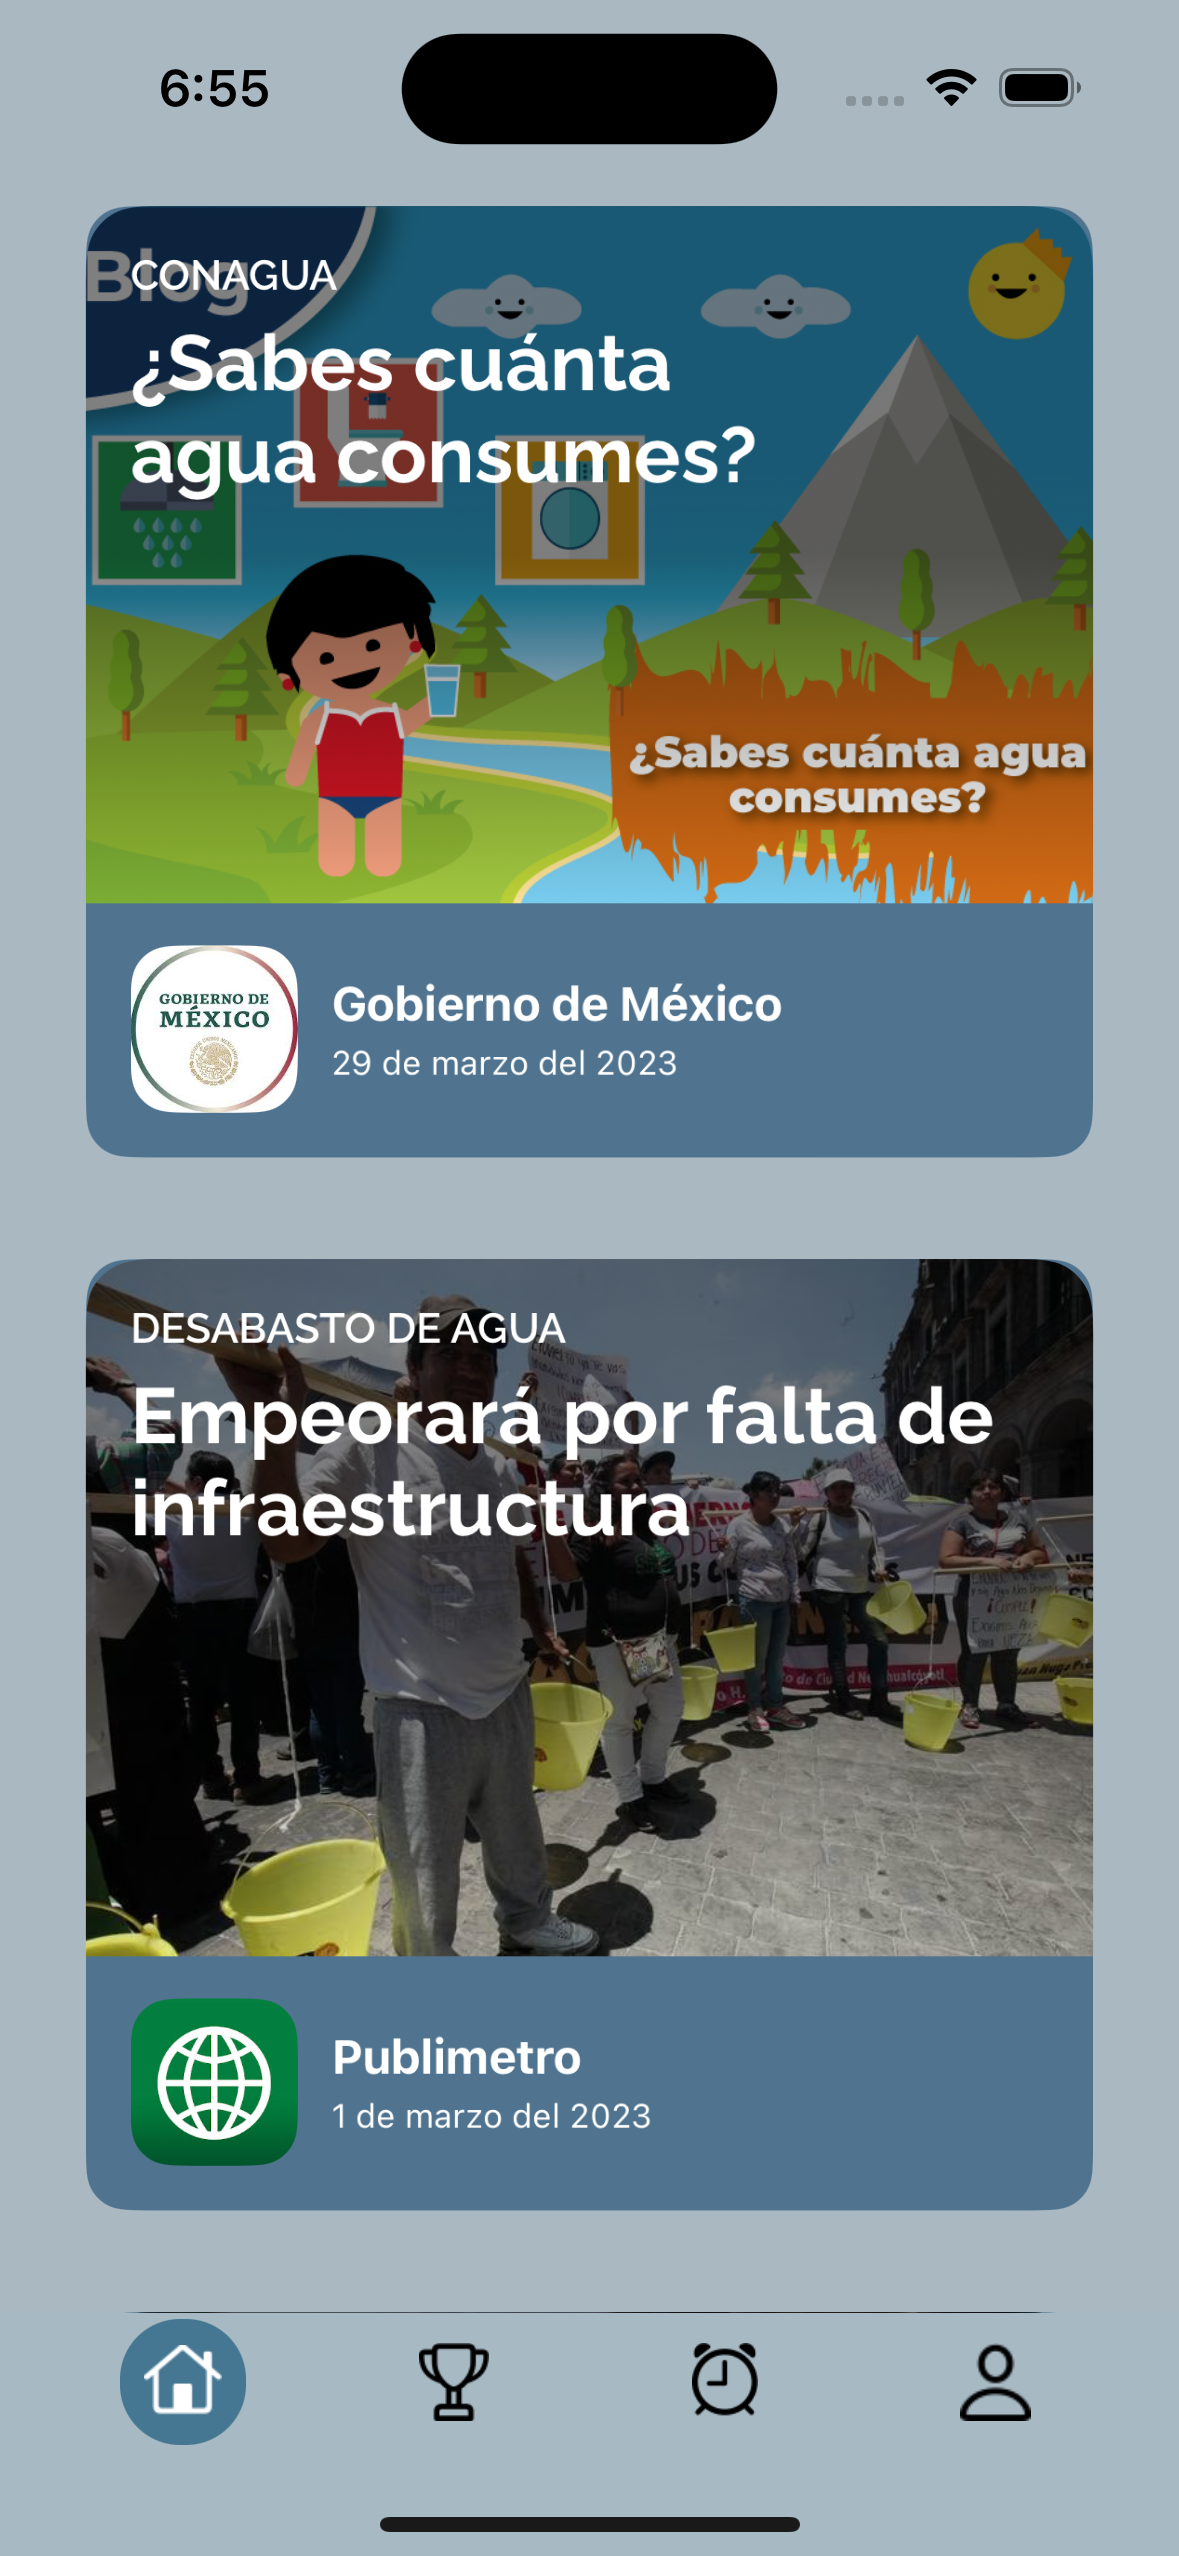 6:55
Blog
CONAGUA
¿Sabes cuánta
agua consumes?
¿Sabes cuánta agua
consumes?
GOBIERNO DE
MÉXICO
Gobierno de México
29 de marzo del 2023
DESABASTO DE AGUA
Empeorará por falta de
infraestructura
Publimetro
1 de marzo del 2023